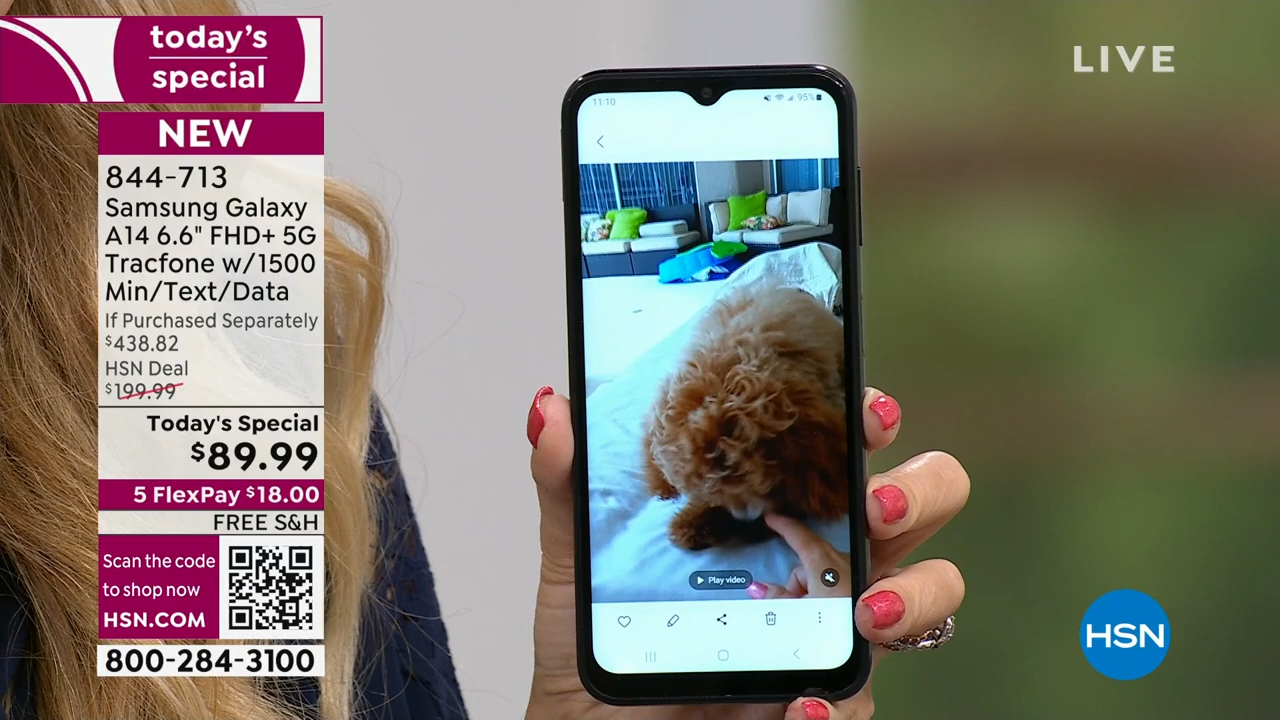 today's
special
NEW
844-713
Samsung Galaxy
A14 6.6" FHD+ 5G
Tracfone w/1500
Min/Text/Data
If Purchased Separately
$438.82
HSN Deal
$199.99
Today's Special
$89.99
5 FlexPay $18.00
FREE S&H
Scan the code
to shop now
HSN.COM
800-284-3100
LIVE
11:10
95%
Play video
HSN